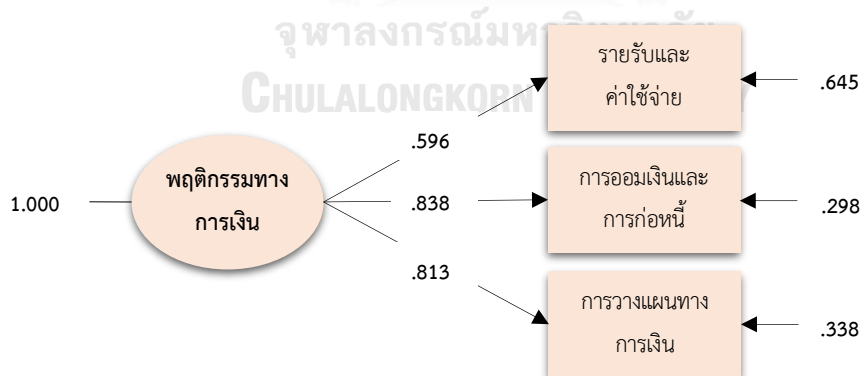 จุฬาลงกรณ์มหาวิทยาลัย
CHULALONGKORN
รายรับและ
ค่าใช้จ่าย
.645
.596
พฤติกรรมทาง
การเงิน
1.000
.838
การออมเงินและ
การก่อหนี้
.298
.813
การวางแผนทาง
การเงิน
.338